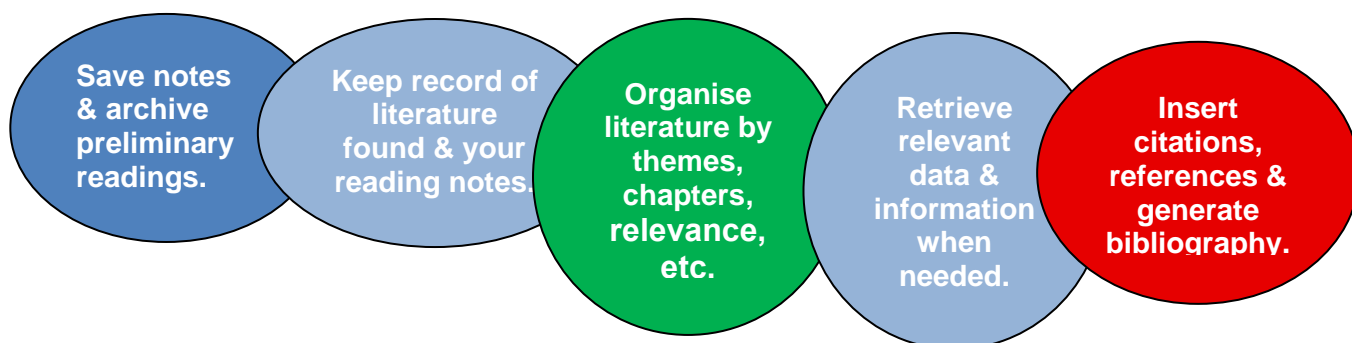 Save notes
& archive
preliminary
readings.
Keep record of
literature
found & your
reading notes.
Organise
literature by
themes,
chapters,
relevance,
etc.
Retrieve
relevant
data &
information
when
needed.
Insert
citations,
references &
generate
bibliography.